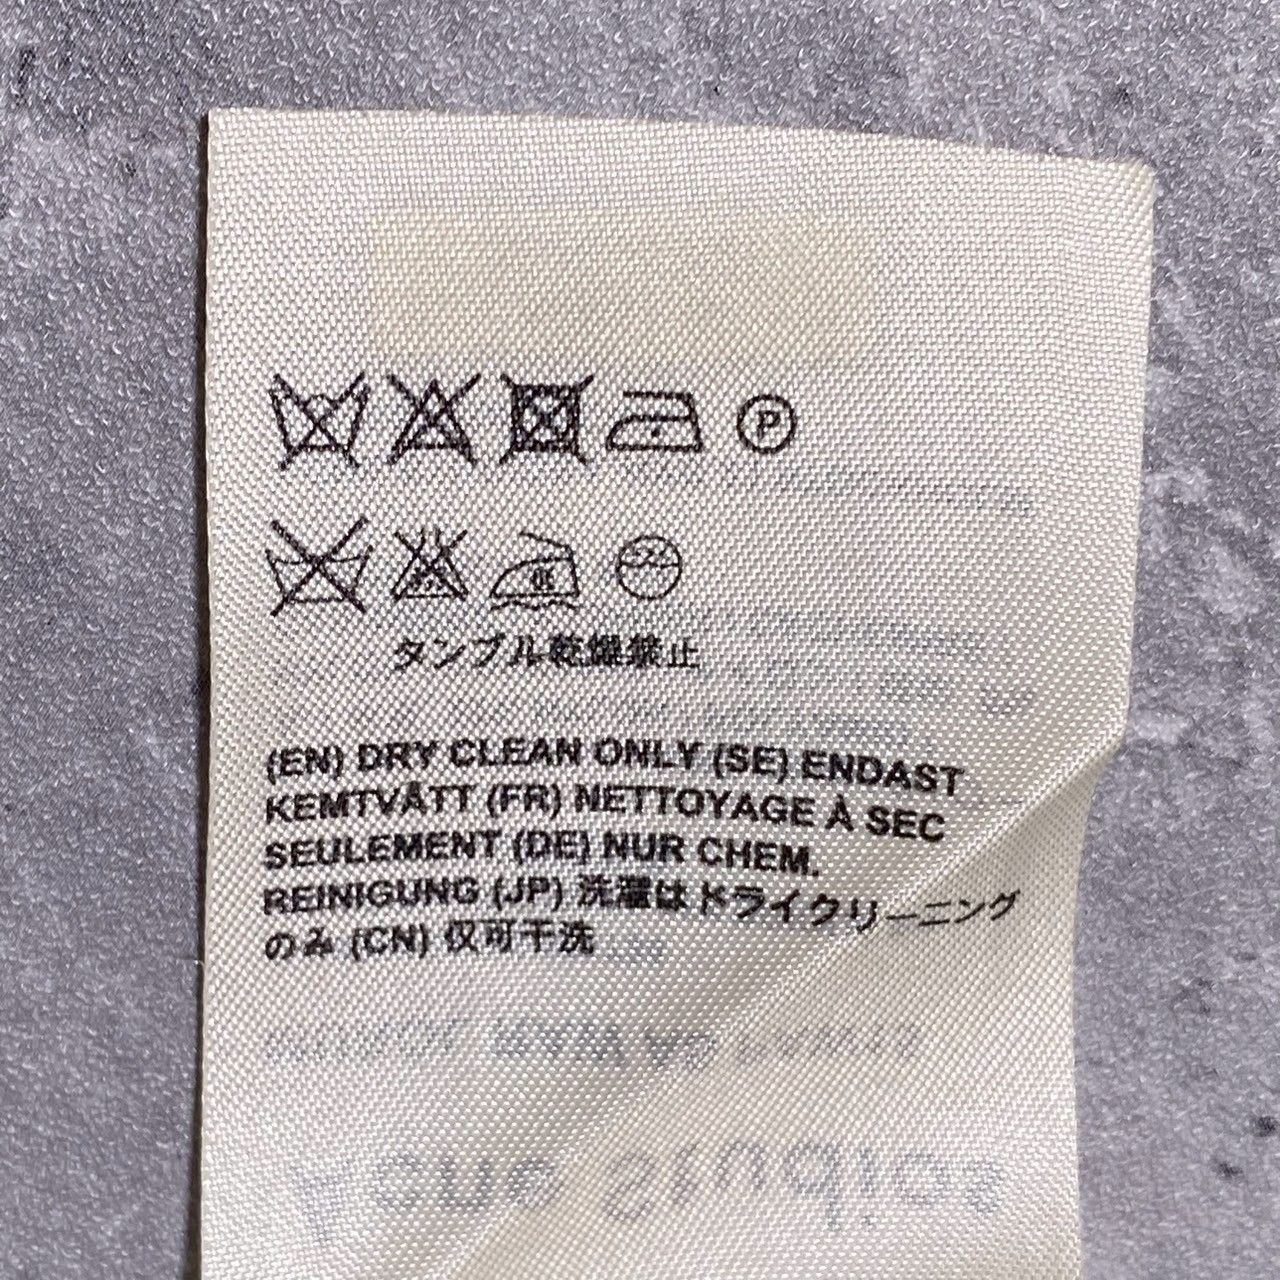 P
タンブル乾燥禁止
(EN) DRY CLEAN ONLY (SE) ENDAST
KEMTVÄTT (FR) NETTOYAGE À SEC
SEULEMENT (DE) NUR CHEM.
REINIGUNG (JP) 洗濯はドライクリーニング
のみ (CN) 仅可干洗